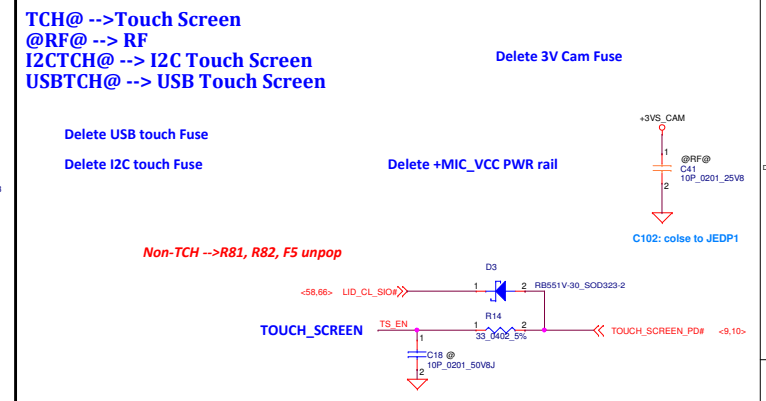 TCH@ -->Touch Screen
@RF@ --> RF
I2CTCH@ --> I2C Touch Screen
USBTCH@ --> USB Touch Screen
Delete 3V Cam Fuse
Delete USB touch Fuse
Delete I2C touch Fuse
Delete +MIC_VCC PWR rail
+3VS_CAM
1
@RF@
C41
10P_0201_25V8
2
C102: colse to JEDP1
Non-TCH -->R81, R82, F5 unpop
D3
<58,66> LID_CL_SIO# 1 2 RB551V-30_SOD323-2
R14
TOUCH_SCREEN TS_EN 1 2 TOUCH_SCREEN_PD# <9,10>
33_0402_5%
1
C18 @
10P_0201_50V8J
2